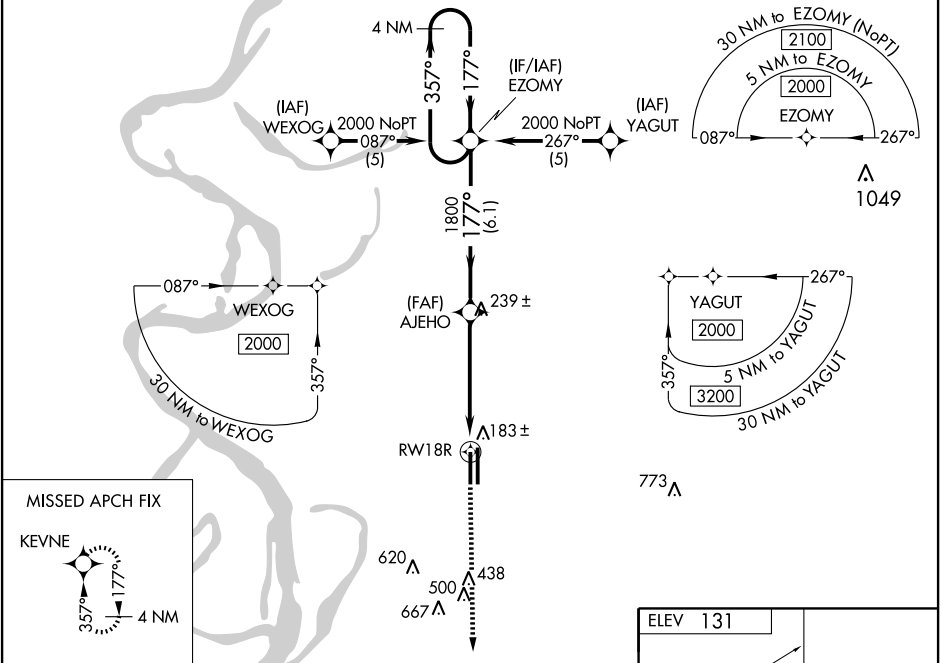 4 NM
357°
177°
(IF/IAF)
EZOMY
(IAF)
WEXOG
2000 NoPT
087°
(5)
2000 NoPT
267°
(5)
(IAF)
YAGUT
30 NM to EZOMY (NoPT)
2100
5 NM to EZOMY
2000
EZOMY
087°
267°
1049
1800
177°
(6.1)
087°
WEXOG
2000
357°
30 NM to WEXOG
(FAF)
AJEHO
239 ±
267°
YAGUT
2000
5 NM to YAGUT
357°
3200
30 NM to YAGUT
RW18R
183 ±
773
MISSED APCH FIX
KEVNE
357°
177°
4 NM
620
438
500
667
ELEV 131